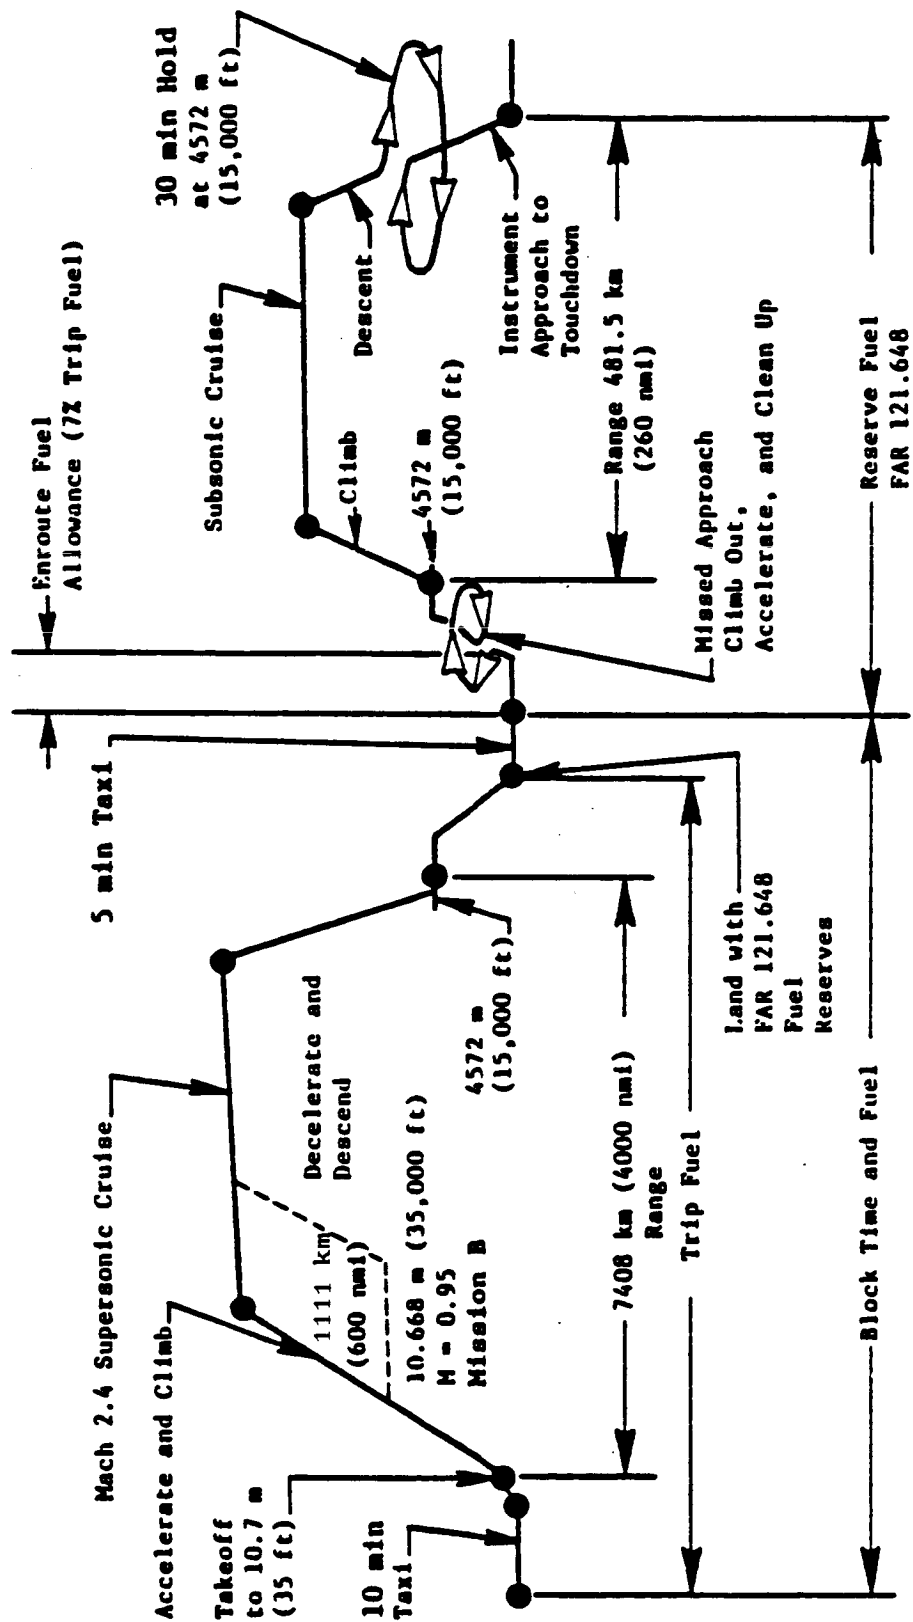 Enroute Fuel
Allowance (7% Trip Fuel)
30 min Hold
at 4572 m
(15,000 ft)
Subsonic Cruise
Descent
Climb
4572 m
(15,000 ft)
Instrument
Approach to
Touchdown
Range 481.5 km
(260 nmi)
Missed Approach
Climb Out,
Accelerate, and Clean Up
Reserve Fuel
FAR 121.648
5 min Taxi
Mach 2.4 Supersonic Cruise
Accelerate and Climb
Takeoff
to 10.7 m
(35 ft)
10 min
Taxi
Decelerate and
Descend
1111 km
(600 nmi)
10.668 m (35,000 ft)
M = 0.95
Mission B
4572 m
(15,000 ft)
7408 km (4000 nmi)
Range
Trip Fuel
Land with
FAR 121.648
Fuel
Reserves
Block Time and Fuel